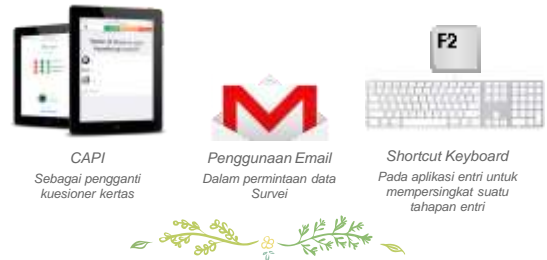 F2
CAPI
Sebagai pengganti
kuesioner kertas
Penggunaan Email
Dalam permintaan data
Survei
Shortcut Keyboard
Pada aplikasi entri untuk
mempersingkat suatu
tahapan entri